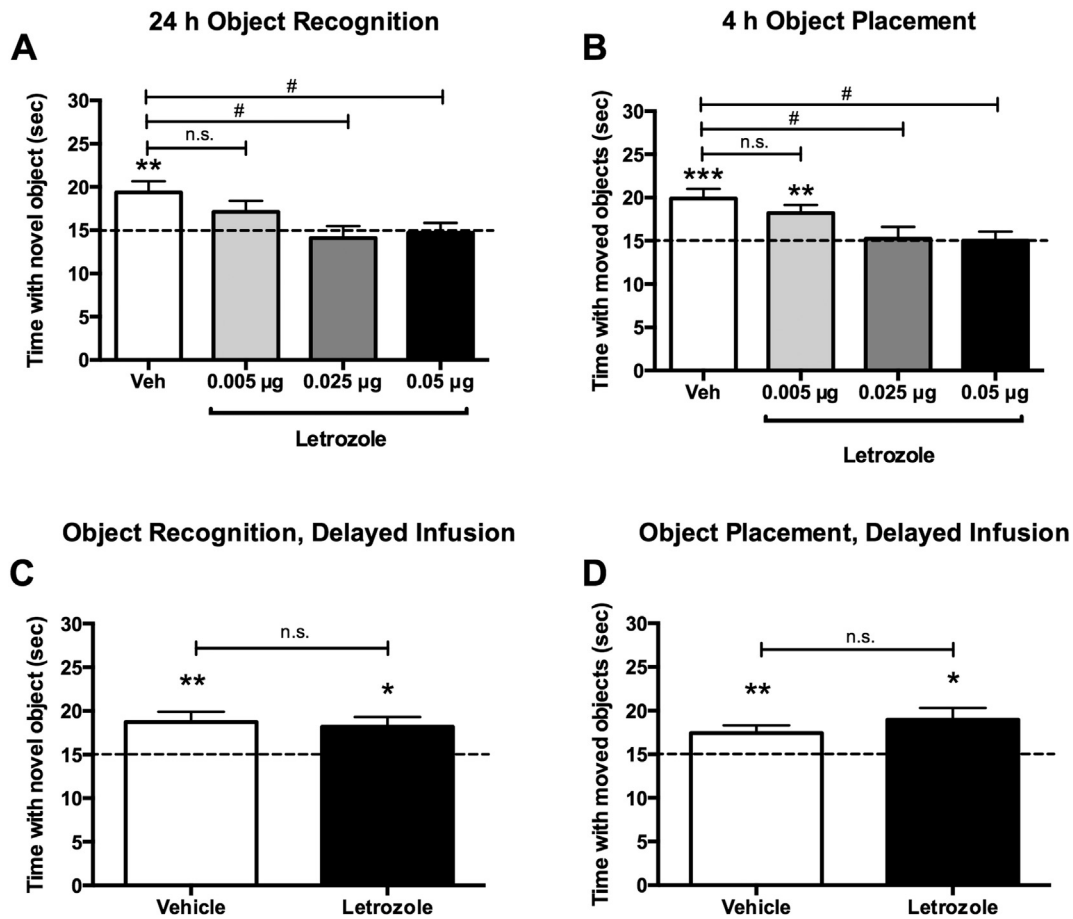 24 h Object Recognition
A
Time with novel object (sec)
30
25
20
15
10
5
0
#
#
n.s.
**
Veh
0.005 µg
0.025 µg
0.05 µg
Letrozole
4 h Object Placement
B
Time with moved objects (sec)
30
25
20
15
10
5
0
#
#
n.s.
***
**
Veh
0.005 µg
0.025 µg
0.05 µg
Letrozole
Object Recognition, Delayed Infusion
C
Time with novel object (sec)
30
25
20
15
10
5
0
n.s.
**
*
Vehicle
Letrozole
Object Placement, Delayed Infusion
D
Time with moved objects (sec)
30
25
20
15
10
5
0
n.s.
**
*
Vehicle
Letrozole